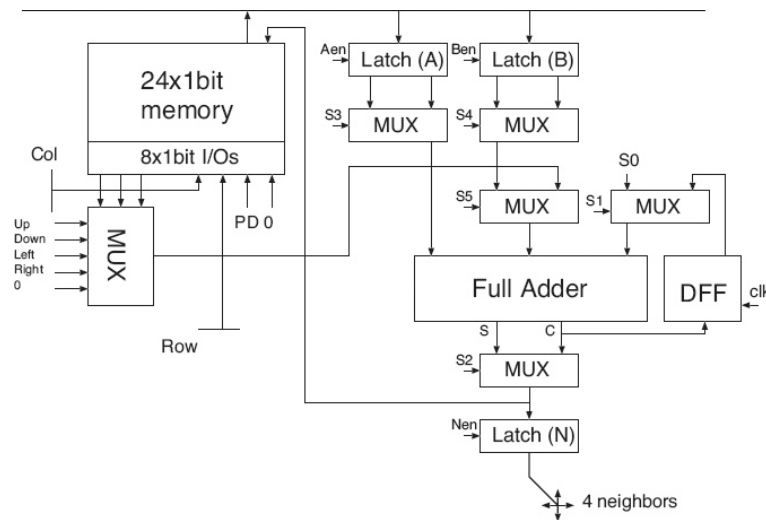 Aen
Latch (A)
Ben
Latch (B)
24x1bit
memory
S3
MUX
S4
MUX
8x1bit I/Os
Col
S0
S5
MUX
S1
MUX
PD 0
Up
Down
Left
Right
0
MUX
Full Adder
DFF
clk
Row
S
C
S2
MUX
Nen
Latch (N)
4 neighbors